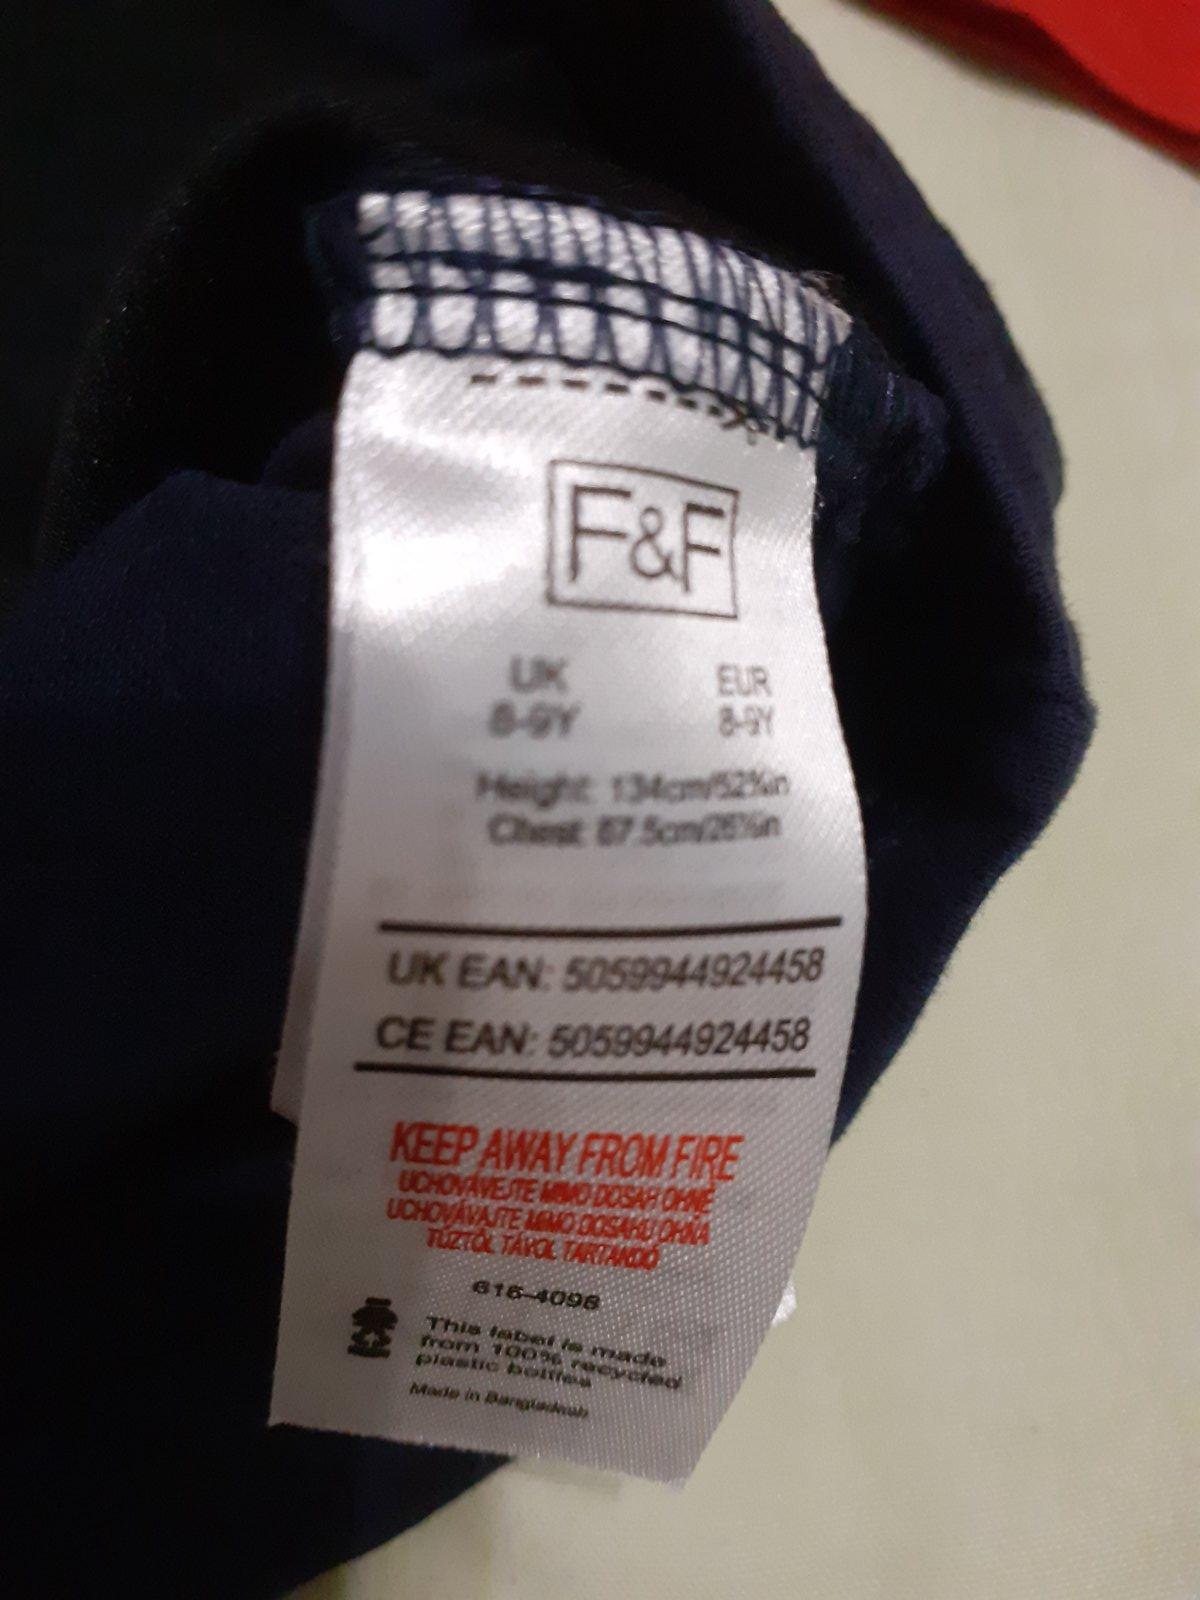 F&F
UK EUR
8-9Y 8-9Y
Height: 134cm/52¾in
Chest: 67.5cm/26½in
UK EAN: 5059944924458
CE EAN: 5059944924458
KEEP AWAY FROM FIRE
UCHOVÁVEJTE MIMO DOSAH OHNĚ
UCHOVÁVAJTE MIMO DOSAHU OHŇA
TŰZTŐL TÁVOL TARTANDÓ
616-4098
This label is made
from 100% recycled
plastic bottles
Made in Bangladesh